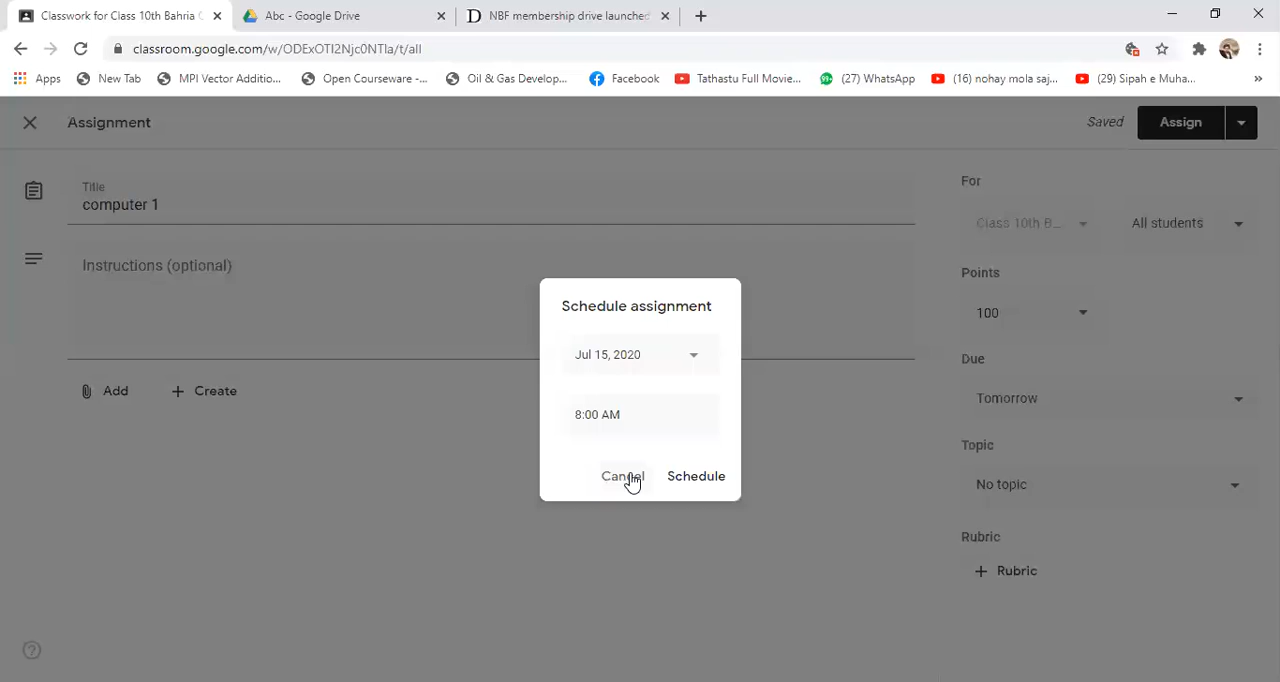 Classwork for Class 10th Bahria C
Abc - Google Drive
NBF membership drive launched
classroom.google.com/w/ODExOTI2Njc0NTIa/t/all
Apps
New Tab
MPI Vector Additio...
Open Courseware -...
Oil & Gas Develop...
Facebook
Tathastu Full Movie...
(27) WhatsApp
(16) nohay mola saj...
(29) Sipah e Muha...
»
Assignment
Saved
Assign
Title
computer 1
Instructions (optional)
Add
Create
For
Class 10th B...
All students
Points
100
Due
Tomorrow
Topic
No topic
Rubric
Rubric
Schedule assignment
Jul 15, 2020
8:00 AM
Cancel
Schedule